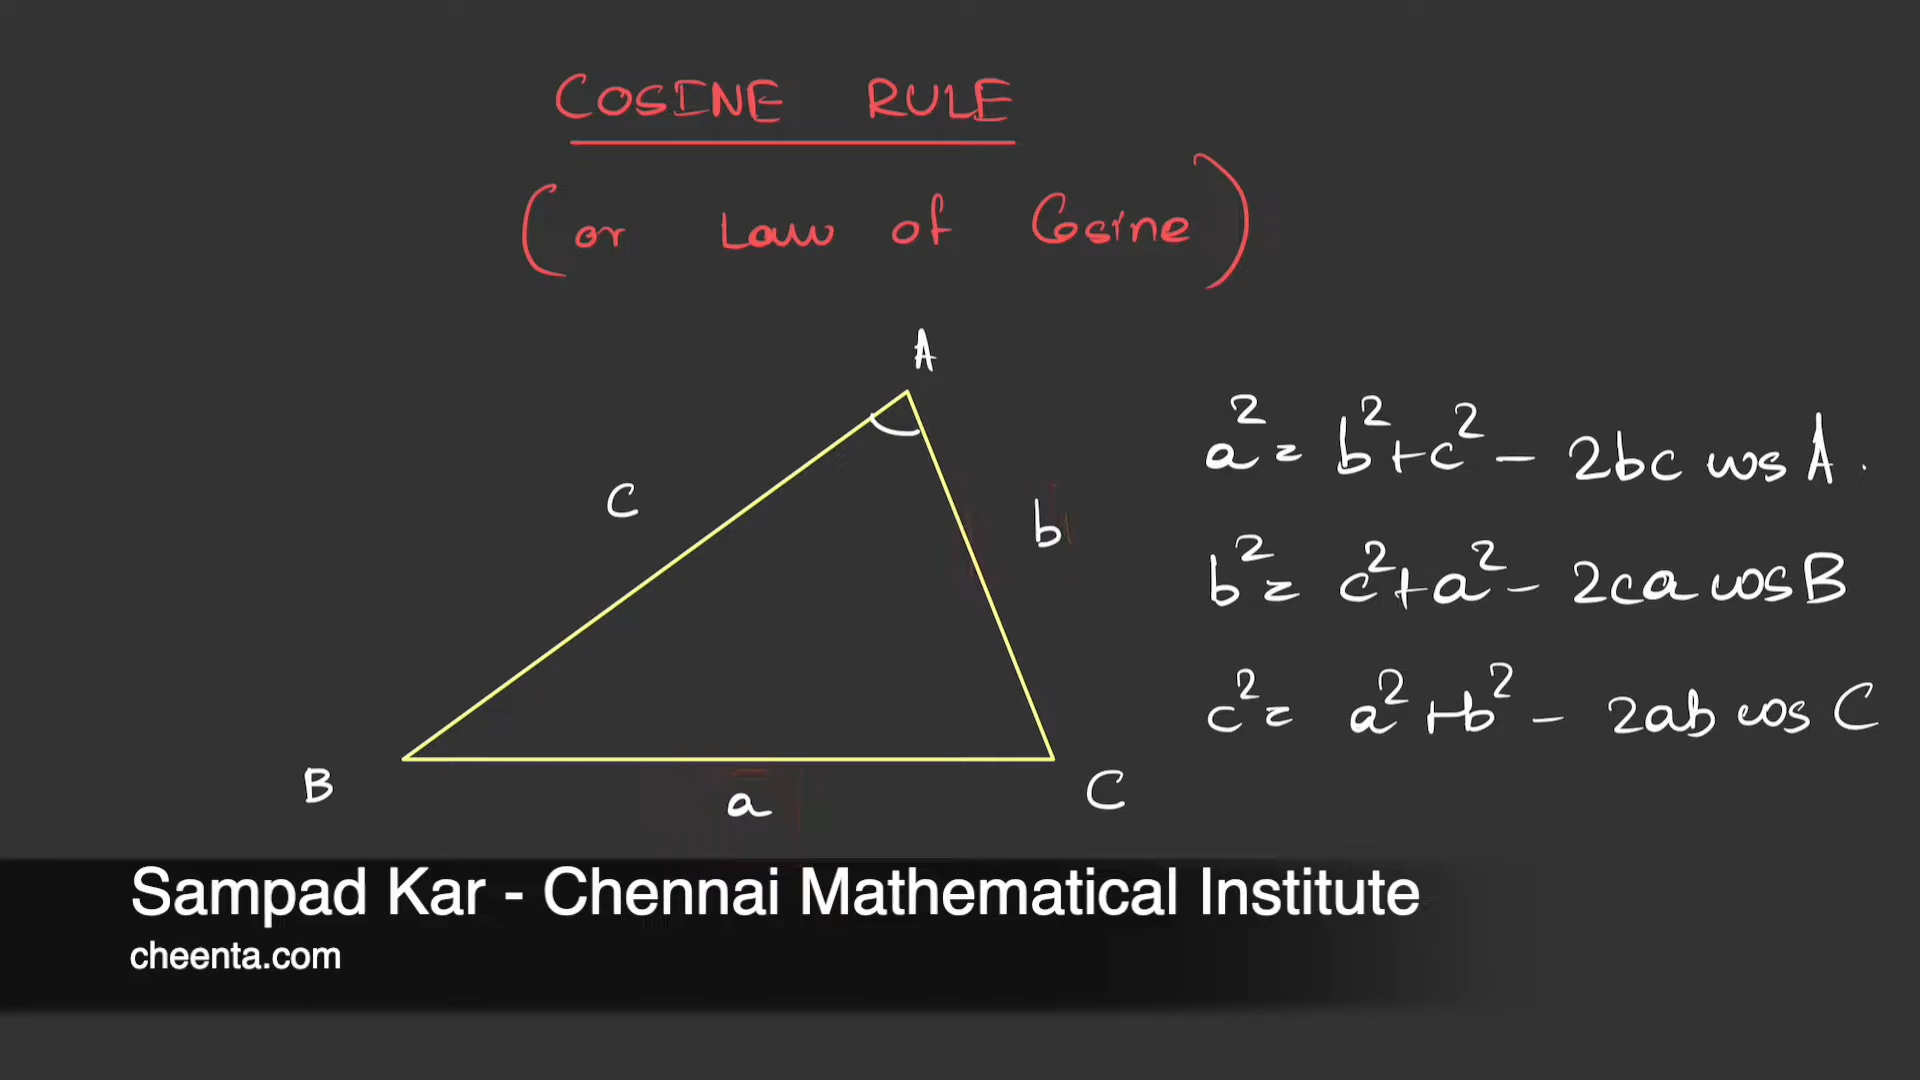 COSINE RULE
(or Law of Cosine)
A
c
b
B
a
C
a² = b² + c² - 2bc cos A.
b² = c² + a² - 2ca cos B
c² = a² + b² - 2ab cos C
Sampad Kar - Chennai Mathematical Institute
cheenta.com